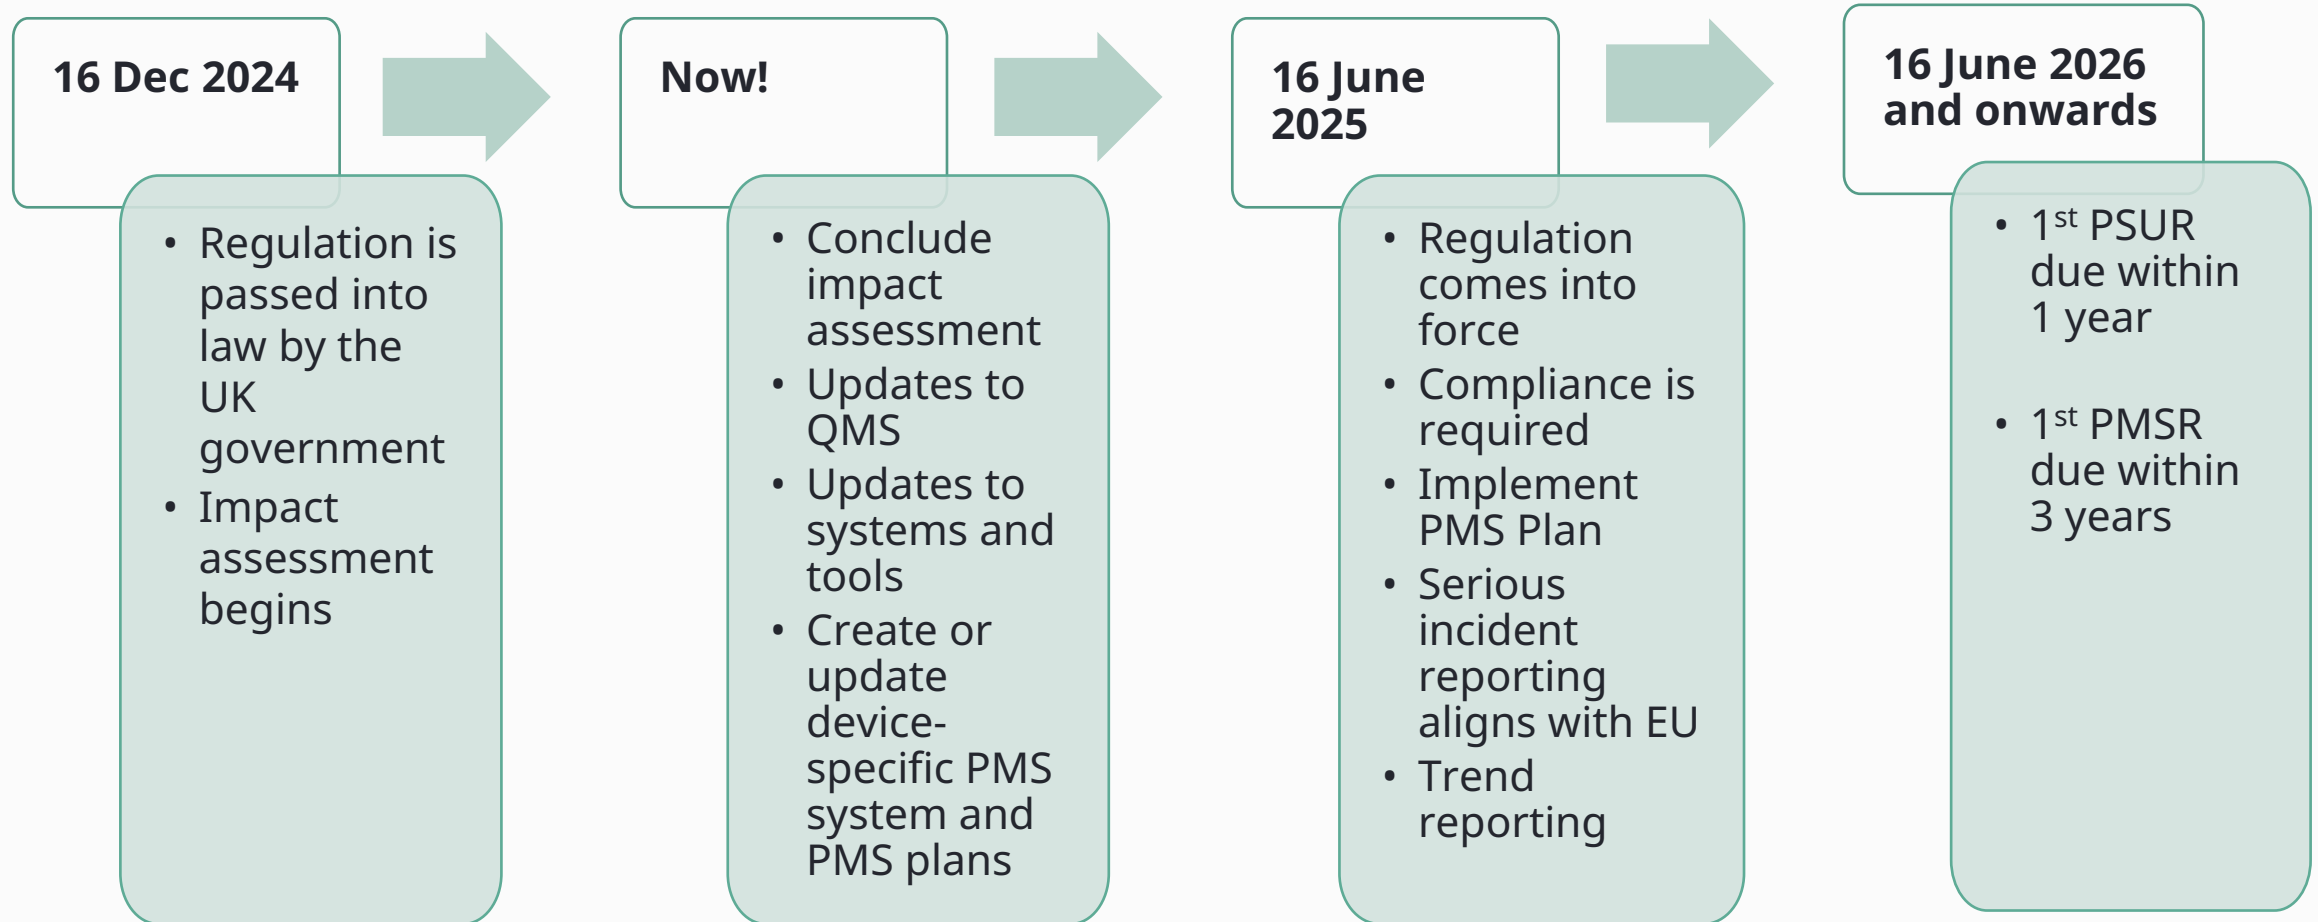 16 Dec 2024
• Regulation is
passed into
law by the
UK
government
• Impact
assessment
begins
Now!
• Conclude
impact
assessment
• Updates to
QMS
• Updates to
systems and
tools
• Create or
update
device-
specific PMS
system and
PMS plans
16 June
2025
• Regulation
comes into
force
• Compliance is
required
• Implement
PMS Plan
• Serious
incident
reporting
aligns with EU
• Trend
reporting
16 June 2026
and onwards
• 1st PSUR
due within
1 year
• 1st PMSR
due within
3 years